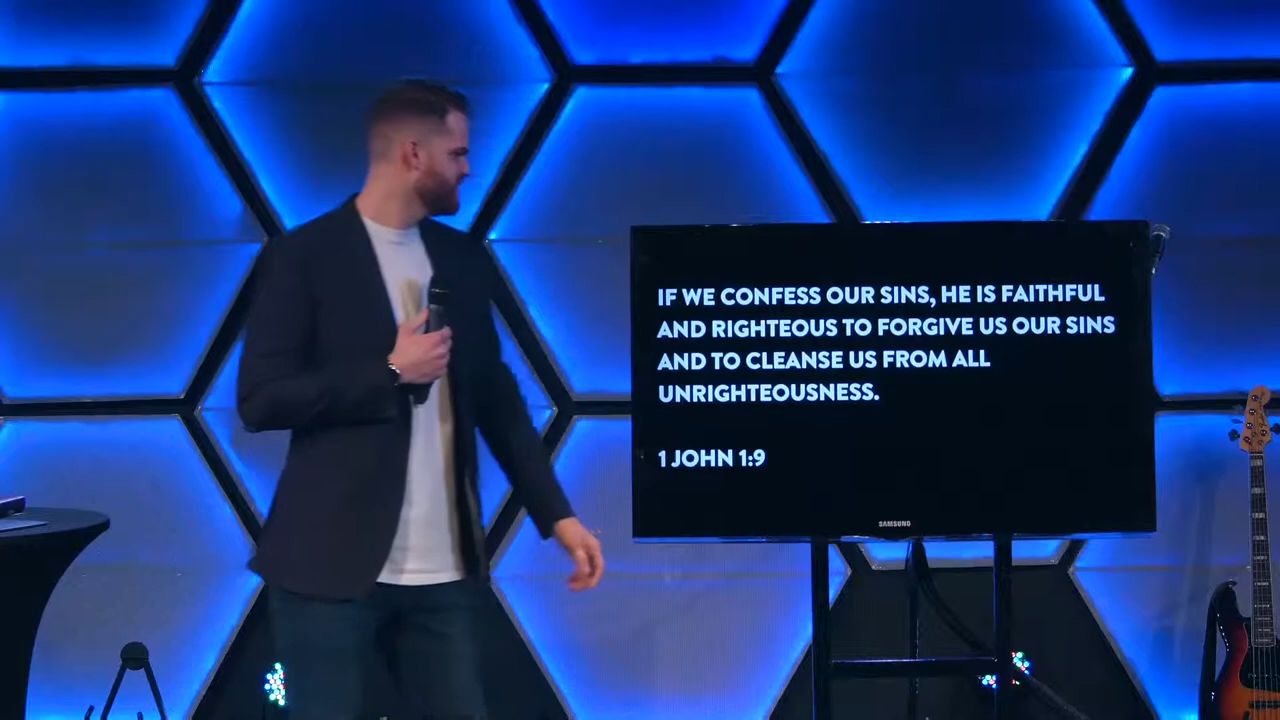 IF WE CONFESS OUR SINS, HE IS FAITHFUL
AND RIGHTEOUS TO FORGIVE US OUR SINS
AND TO CLEANSE US FROM ALL
UNRIGHTEOUSNESS.
1 JOHN 1:9
SAMSUNG